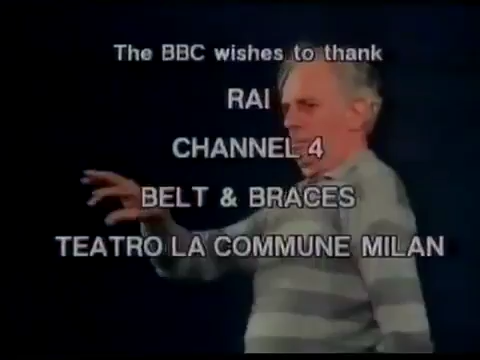 The BBC wishes to thank
RAI
CHANNEL 4
BELT & BRACES
TEATRO LA COMMUNE MILAN